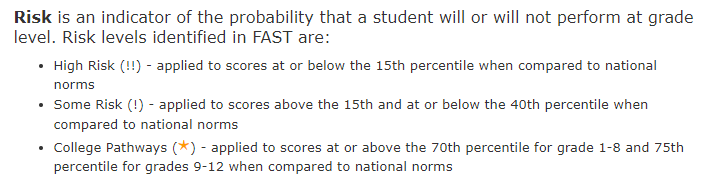 Risk is an indicator of the probability that a student will or will not perform at grade
level. Risk levels identified in FAST are:
• High Risk (!!) - applied to scores at or below the 15th percentile when compared to national
norms
• Some Risk (!) - applied to scores above the 15th and at or below the 40th percentile when
compared to national norms
• College Pathways (★) - applied to scores at or above the 70th percentile for grade 1-8 and 75th
percentile for grades 9-12 when compared to national norms